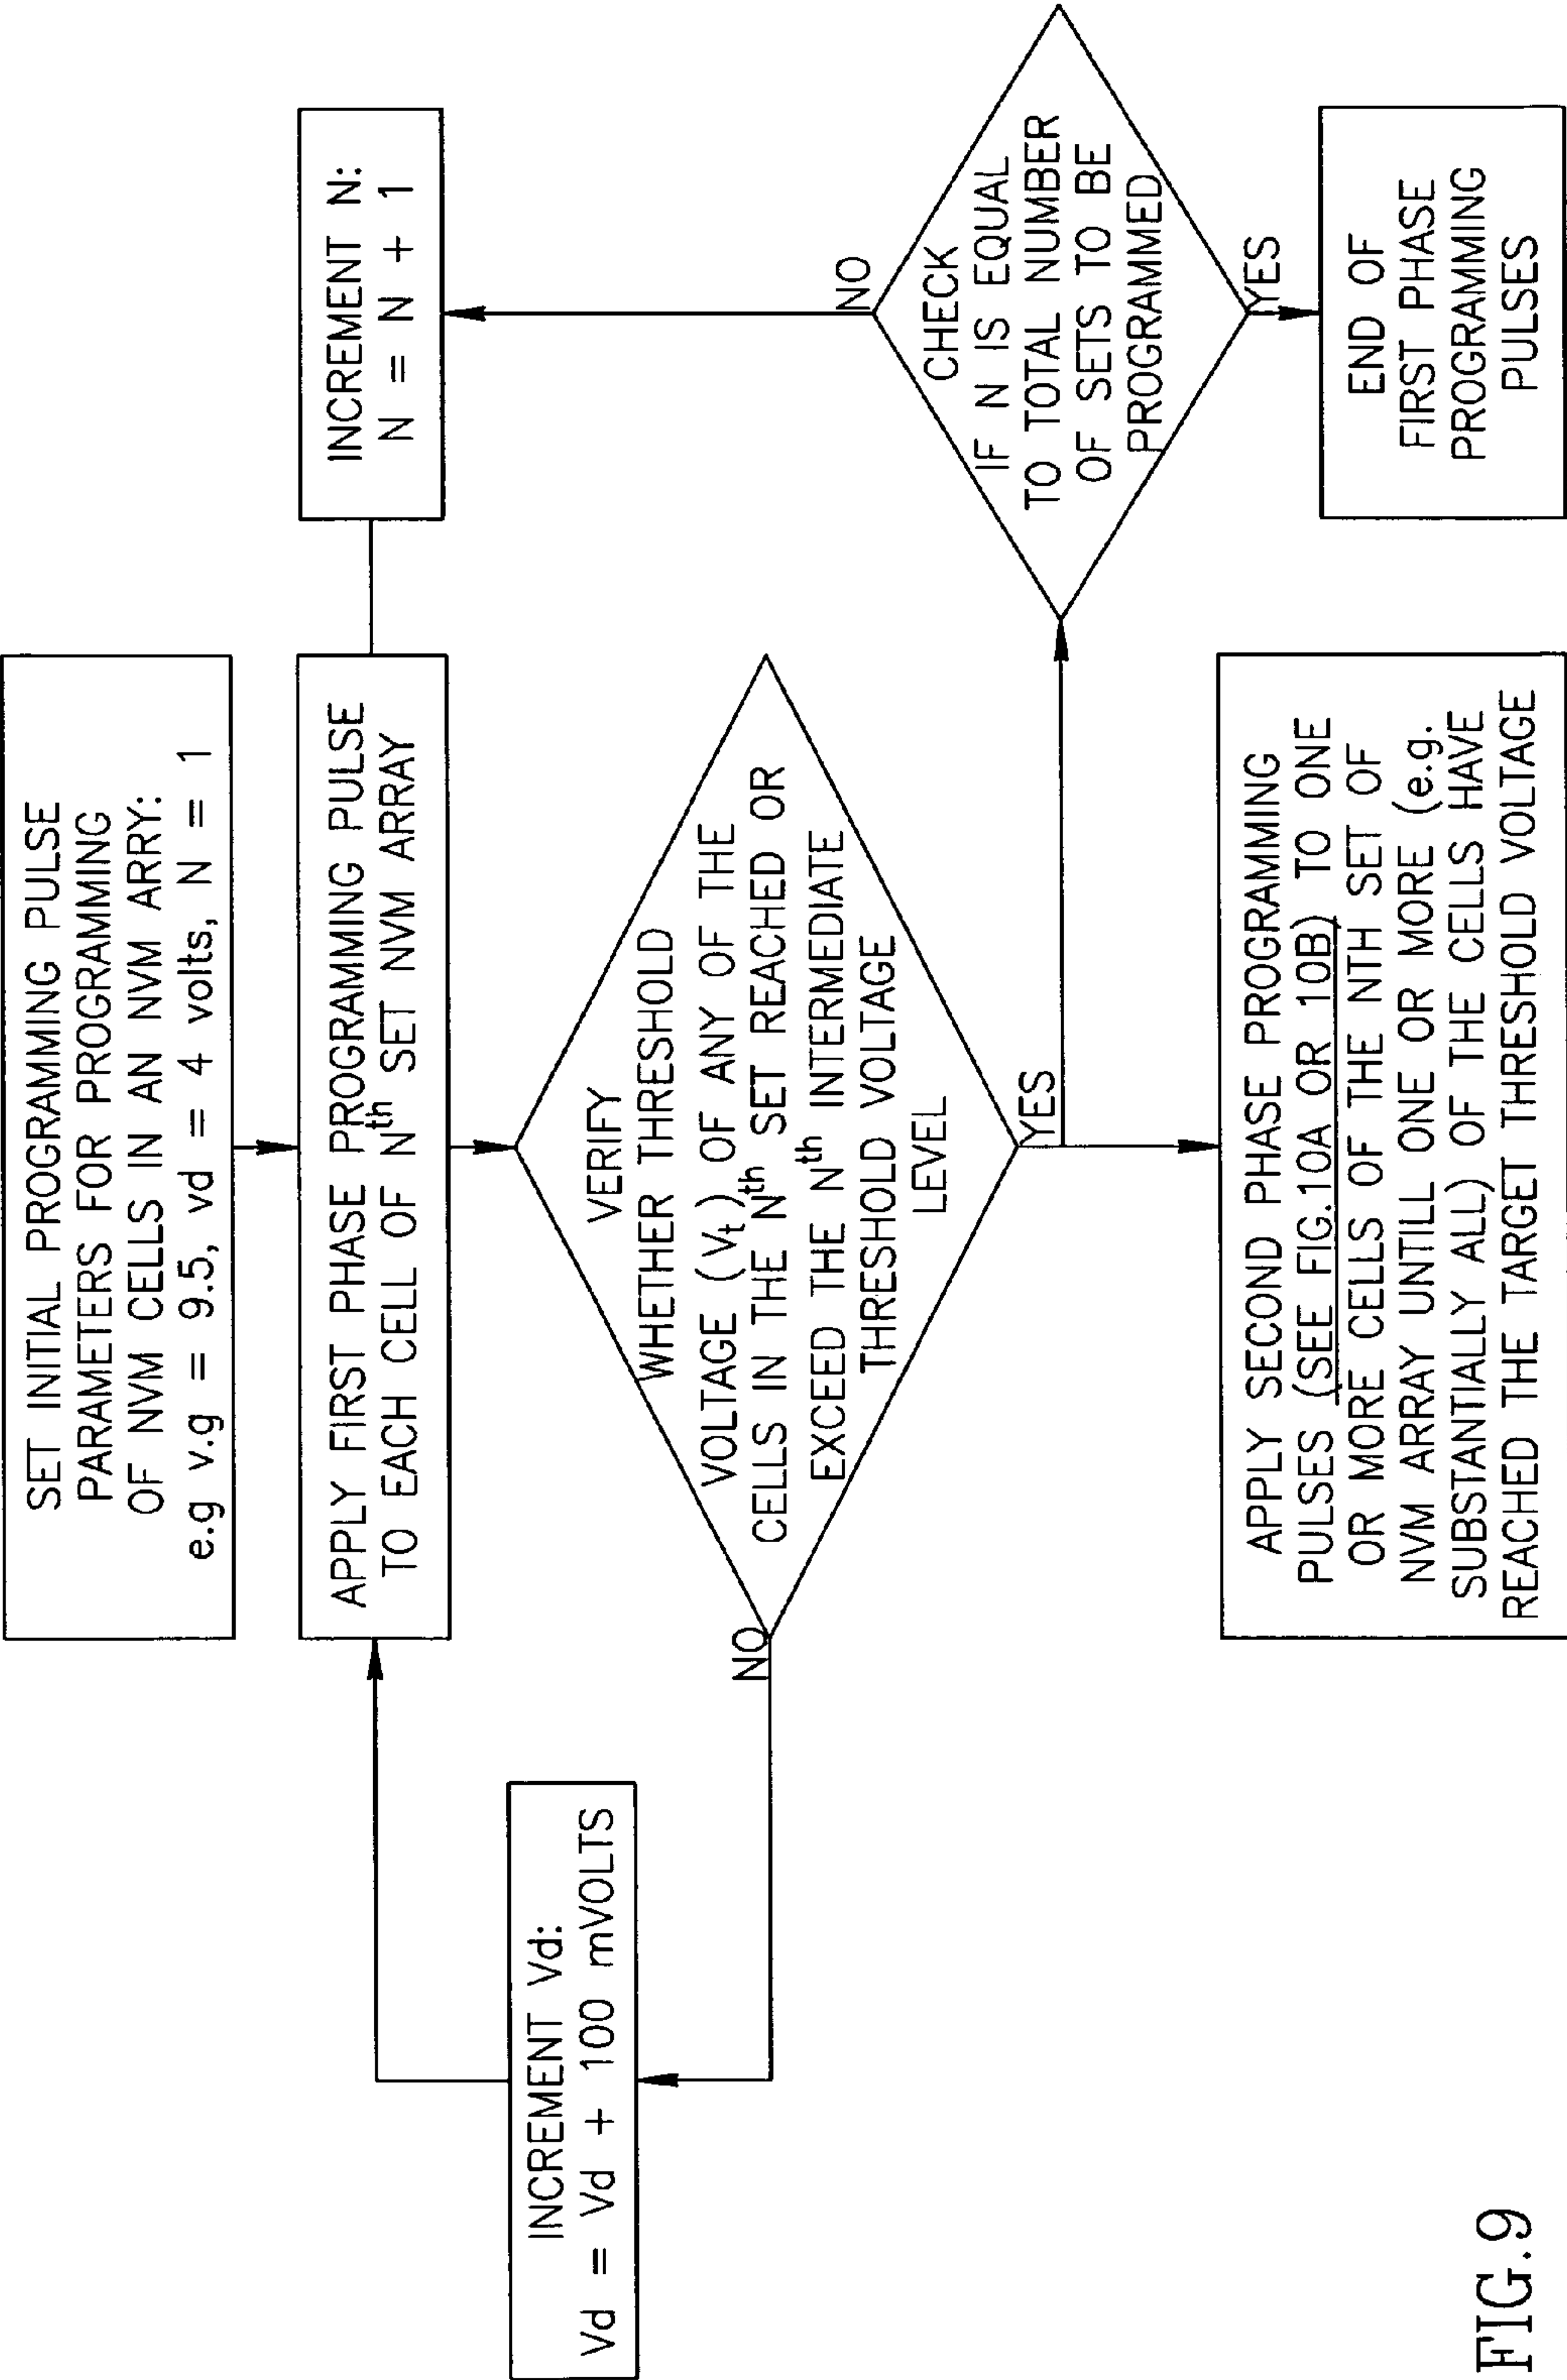 SET INITIAL PROGRAMMING PULSE
PARAMETERS FOR PROGRAMMING
OF NVM CELLS IN AN NVM ARRY:
e.g v.g = 9.5, vd = 4 volts, N = 1
APPLY FIRST PHASE PROGRAMMING PULSE
TO EACH CELL OF Nth SET NVM ARRAY
INCREMENT N:
N = N + 1
INCREMENT Vd:
Vd = Vd + 100 mVOLTS
VERIFY
WHETHER THRESHOLD
VOLTAGE (Vt) OF ANY OF THE
CELLS IN THE Nth SET REACHED OR
EXCEED THE Nth INTERMEDIATE
THRESHOLD VOLTAGE
LEVEL
NO
YES
NO
CHECK
IF N IS EQUAL
TO TOTAL NUMBER
OF SETS TO BE
PROGRAMMED
YES
APPLY SECOND PHASE PROGRAMMING
PULSES (SEE FIG.10A OR 10B) TO ONE
OR MORE CELLS OF THE NTH SET OF
NVM ARRAY UNTILL ONE OR MORE (e.g.
SUBSTANTIALLY ALL) OF THE CELLS HAVE
REACHED THE TARGET THRESHOLD VOLTAGE
END OF
FIRST PHASE
PROGRAMMING
PULSES
FIG.9